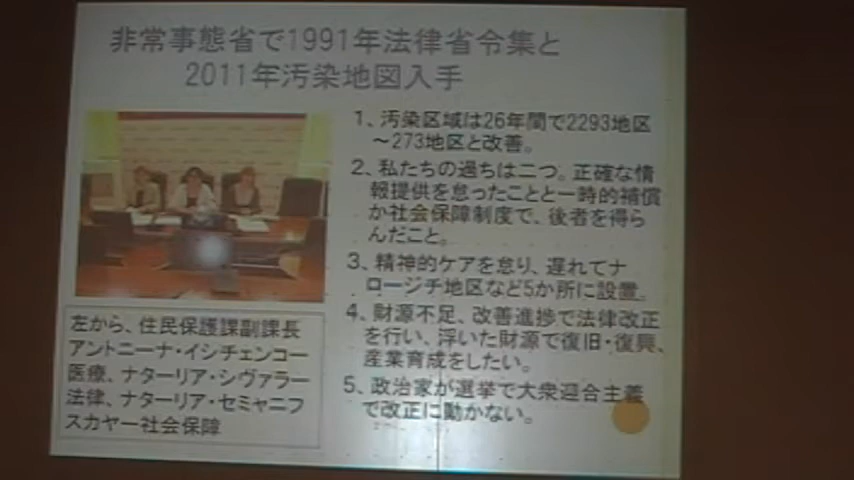 非常事態省で1991年法律省令集と
2011年汚染地図入手
1、汚染区域は26年間で2293地区
～273地区と改善。
2、私たちの過ちは二つ。正確な情
報提供を怠ったことと一時的補償
か社会保障制度で、後者を得ら
んだこと。
3、精神的ケアを怠り、遅れてナ
ロージチ地区など5か所に設置。
4、財源不足、改善進捗で法律改正
を行い、浮いた財源で復旧・復興、
産業育成をしたい。
5、政治家が選挙で大衆迎合主義
で改正に動かない。
左から、住民保護課副課長
アントニーナ・イシチェンコー
医療、ナターリア・シヴァラー
法律、ナターリア・セミャニフ
スカヤー社会保障